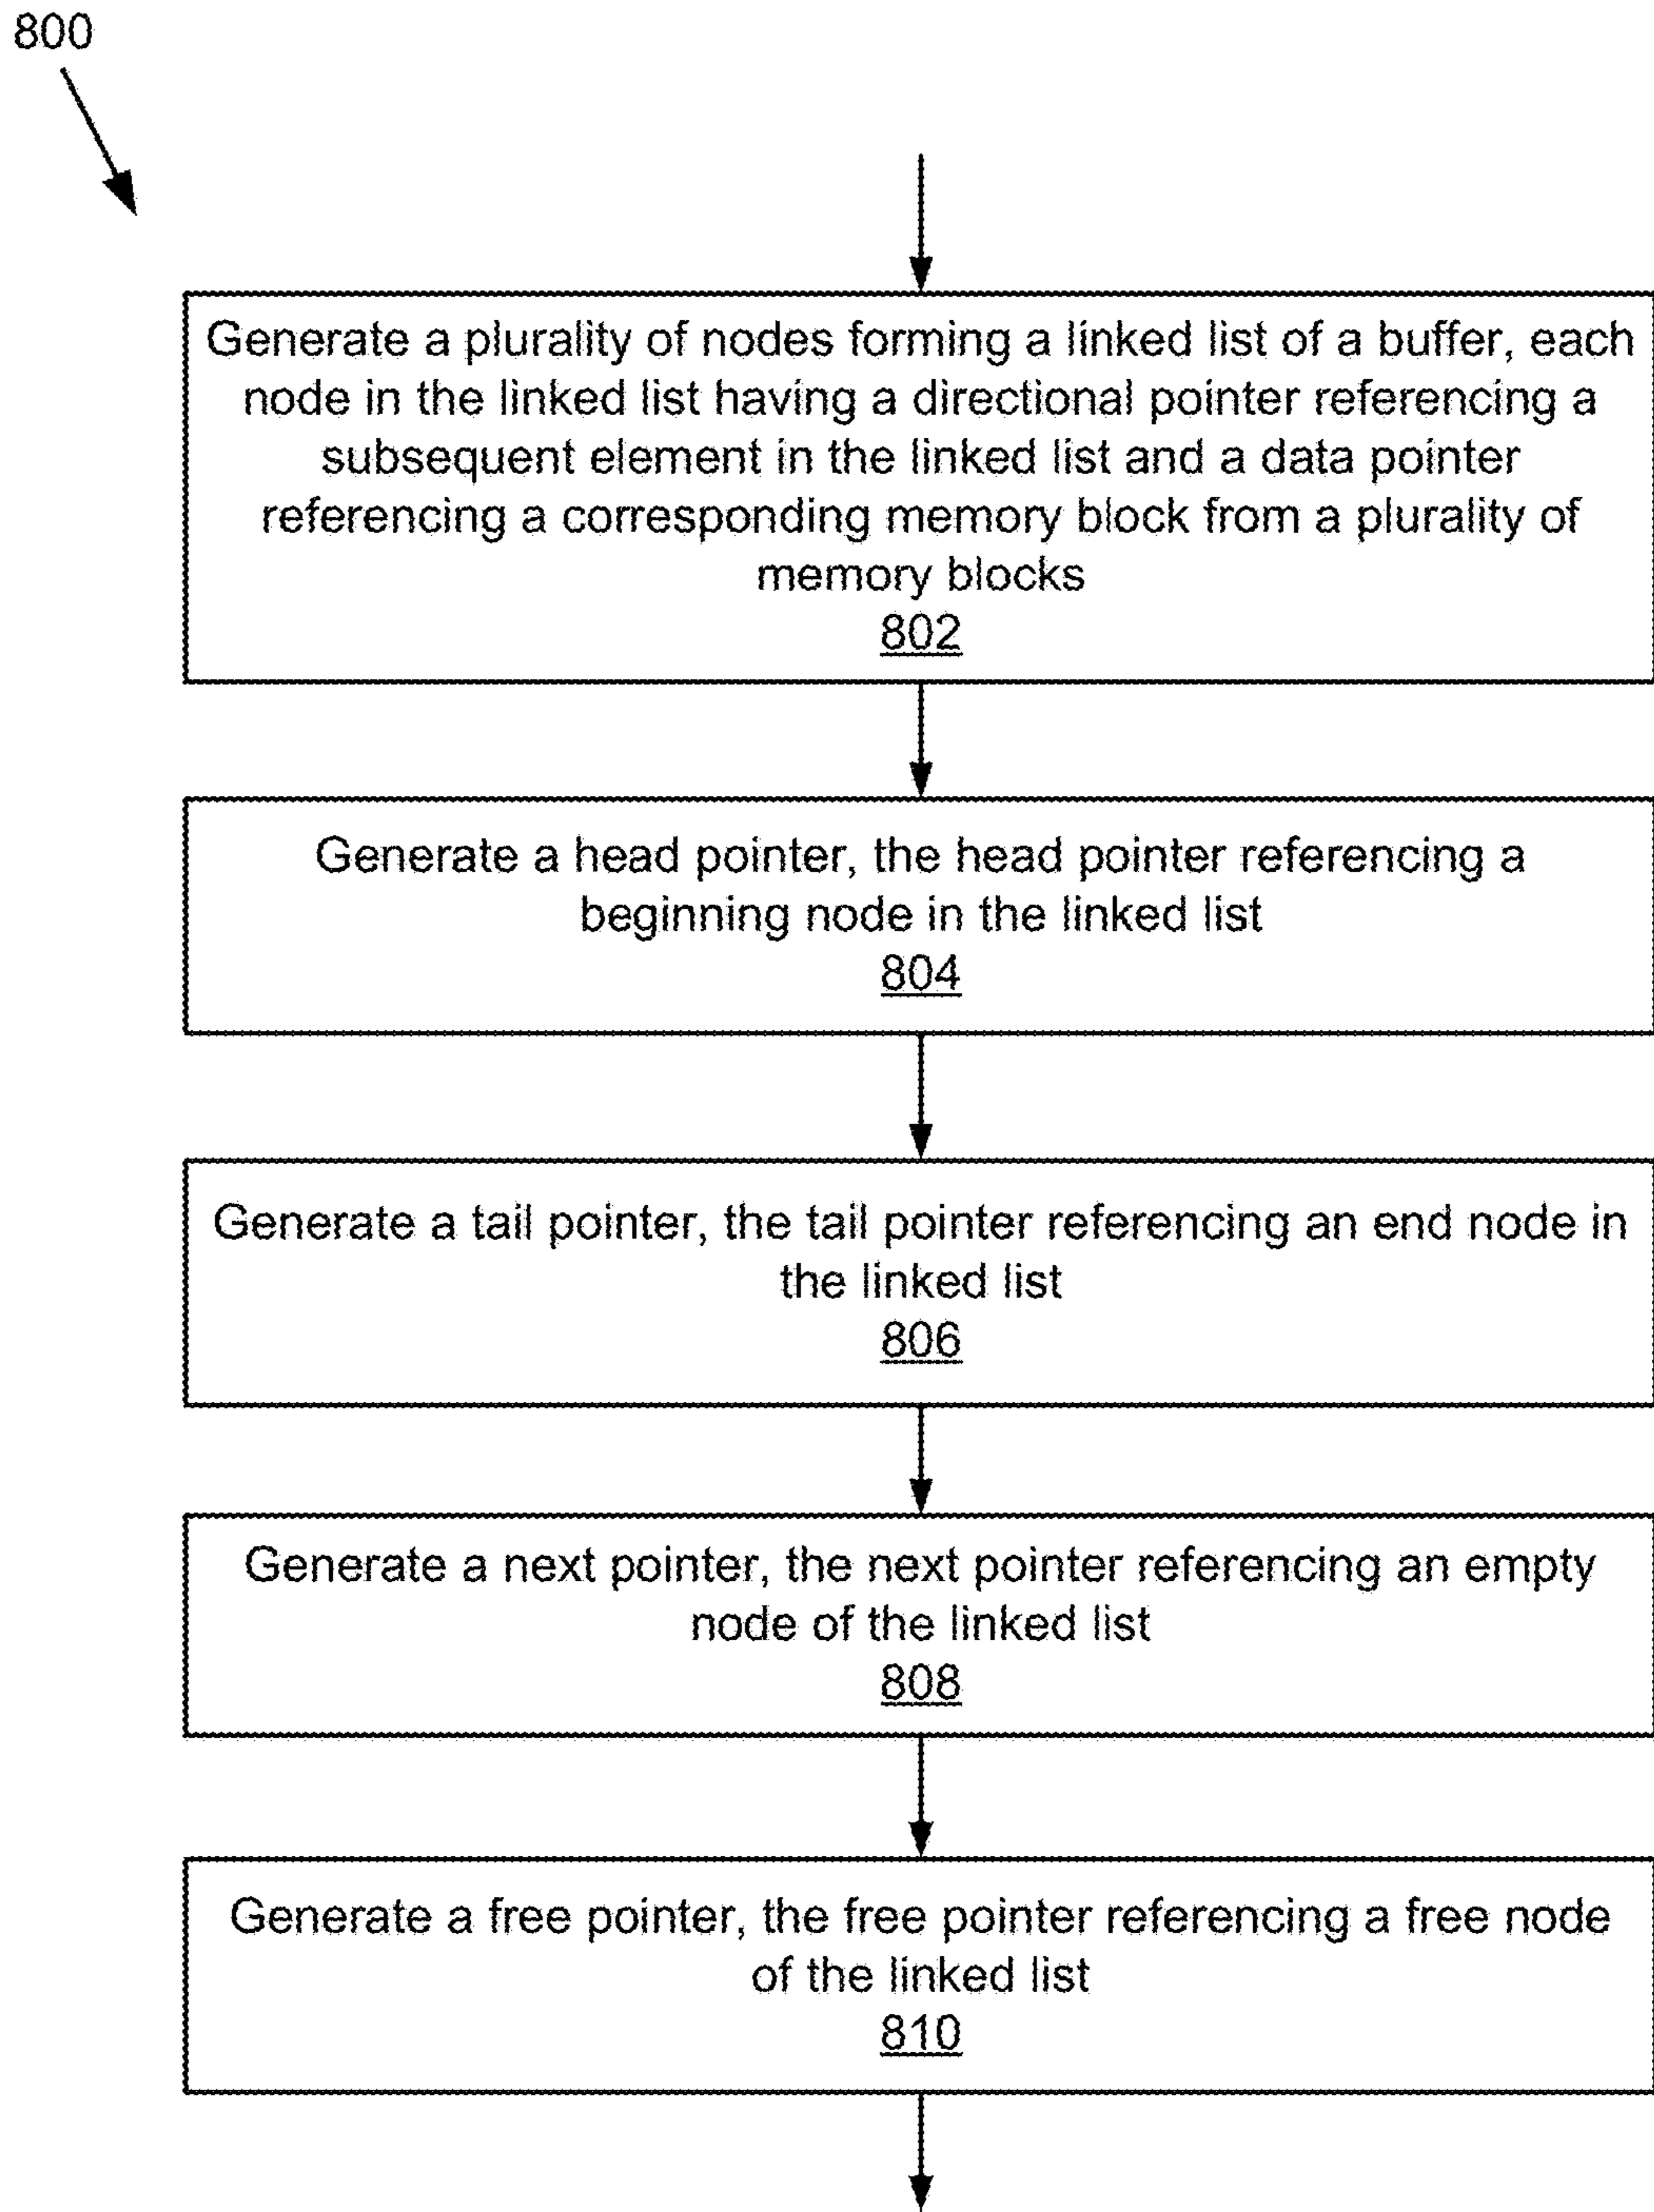 800
Generate a plurality of nodes forming a linked list of a buffer, each
node in the linked list having a directional pointer referencing a
subsequent element in the linked list and a data pointer
referencing a corresponding memory block from a plurality of
memory blocks
802
Generate a head pointer, the head pointer referencing a
beginning node in the linked list
804
Generate a tail pointer, the tail pointer referencing an end node in
the linked list
806
Generate a next pointer, the next pointer referencing an empty
node of the linked list
808
Generate a free pointer, the free pointer referencing a free node
of the linked list
810